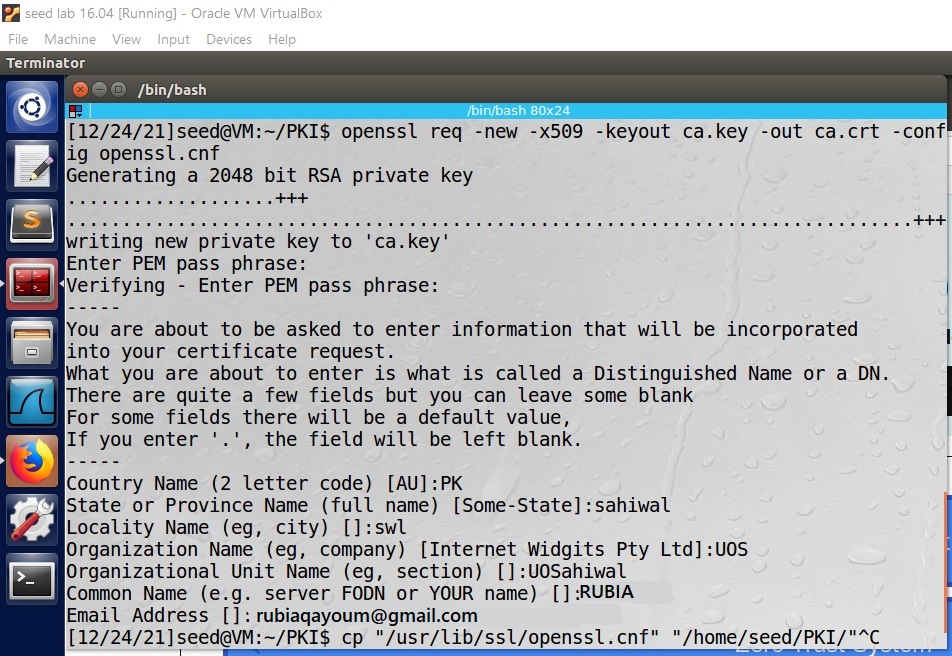 seed lab 16.04 [Running] - Oracle VM VirtualBox
File Machine View Input Devices Help
Terminator
/bin/bash
/bin/bash 80x24
[12/24/21]seed@VM:~/PKI$ openssl req -new -x509 -keyout ca.key -out ca.crt -conf
ig openssl.cnf
Generating a 2048 bit RSA private key
...................+++
.............................................................................+++
writing new private key to 'ca.key'
Enter PEM pass phrase:
Verifying - Enter PEM pass phrase:
-----
You are about to be asked to enter information that will be incorporated
into your certificate request.
What you are about to enter is what is called a Distinguished Name or a DN.
There are quite a few fields but you can leave some blank
For some fields there will be a default value,
If you enter '.', the field will be left blank.
-----
Country Name (2 letter code) [AU]:PK
State or Province Name (full name) [Some-State]:sahiwal
Locality Name (eg, city) []:swl
Organization Name (eg, company) [Internet Widgits Pty Ltd]:UOS
Organizational Unit Name (eg, section) []:UOSahiwal
Common Name (e.g. server FQDN or YOUR name) []:RUBIA
Email Address []:rubiaqayoum@gmail.com
[12/24/21]seed@VM:~/PKI$ cp "/usr/lib/ssl/openssl.cnf" "/home/seed/PKI/"^C